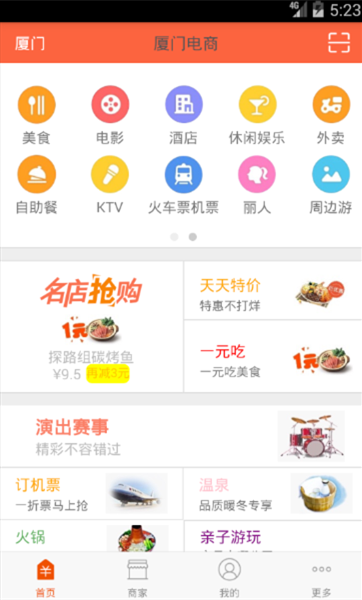 4G 5:23
厦门 厦门电商
美食 电影 酒店 休闲娱乐 外卖
自助餐 KTV 火车票机票 丽人 周边游
名店抢购
1元
探路组碳烤鱼
¥9.5 再减3元
天天特价
特惠不打烊
一元吃
一元吃美食
1元
演出赛事
精彩不容错过
订机票
一折票马上抢
温泉
品质暖冬专享
火锅
亲子游玩
首页 商家 我的 更多